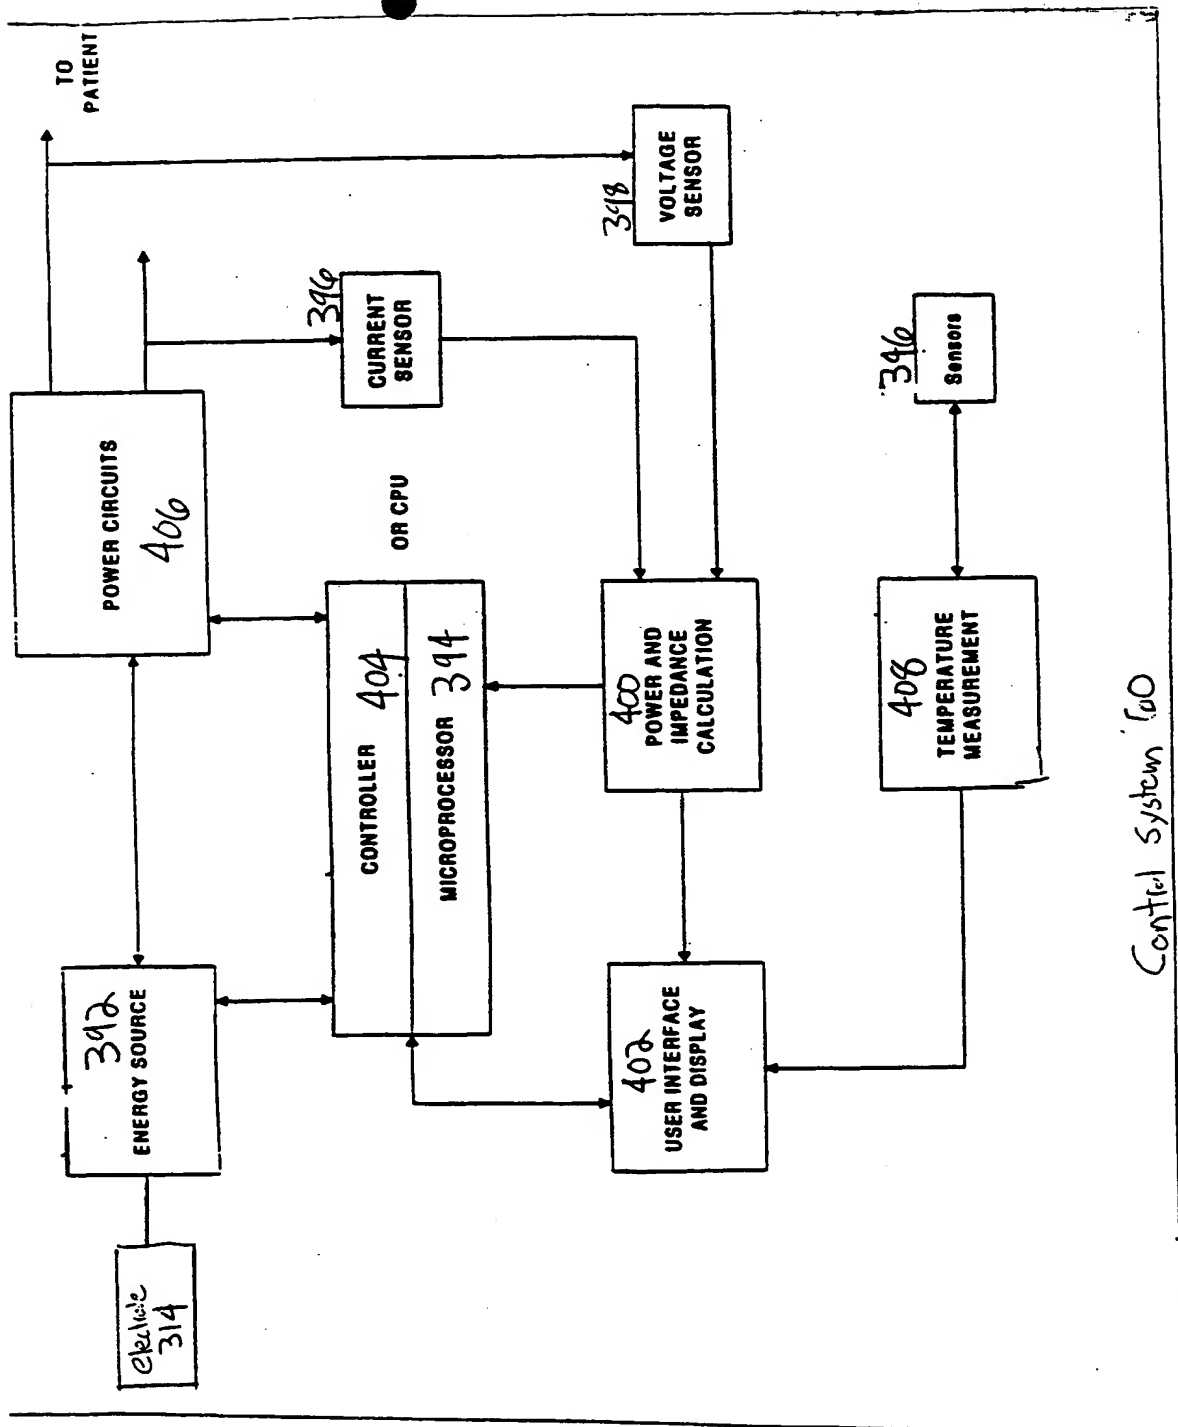 TO
PATIENT
POWER CIRCUITS
406
396
CURRENT
SENSOR
398
VOLTAGE
SENSOR
OR CPU
392
ENERGY SOURCE
electrode
314
CONTROLLER 404
MICROPROCESSOR 394
400
POWER AND
IMPEDANCE
CALCULATION
402
USER INTERFACE
AND DISPLAY
408
TEMPERATURE
MEASUREMENT
396
Sensors
Control System 60